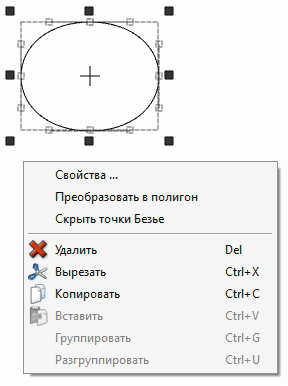 Свойства ...
Преобразовать в полигон
Скрыть точки Безье
Удалить Del
Вырезать Ctrl+X
Копировать Ctrl+C
Вставить Ctrl+V
Группировать Ctrl+G
Разгруппировать Ctrl+U